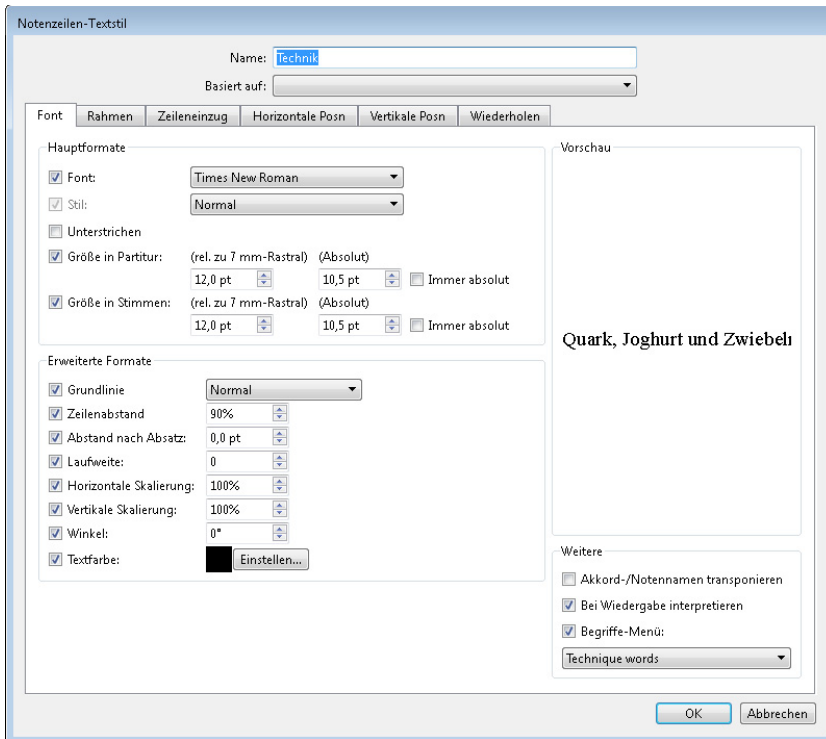 Notenzeilen-Textstil
Name: Technik
Basiert auf:
Font Rahmen Zeileneinzug Horizontale Posn Vertikale Posn Wiederholen
Hauptformate
Font: Times New Roman
Stil: Normal
Unterstrichen
Größe in Partitur: (rel. zu 7 mm-Rastral) (Absolut)
12,0 pt 10,5 pt Immer absolut
Größe in Stimmen: (rel. zu 7 mm-Rastral) (Absolut)
12,0 pt 10,5 pt Immer absolut
Erweiterte Formate
Grundlinie Normal
Zeilenabstand 90%
Abstand nach Absatz: 0,0 pt
Laufweite: 0
Horizontale Skalierung: 100%
Vertikale Skalierung: 100%
Winkel: 0°
Textfarbe: Einstellen...
Vorschau
Quark, Joghurt und Zwiebeln
Weitere
Akkord-/Notennamen transponieren
Bei Wiedergabe interpretieren
Begriffe-Menü:
Technique words
OK Abbrechen